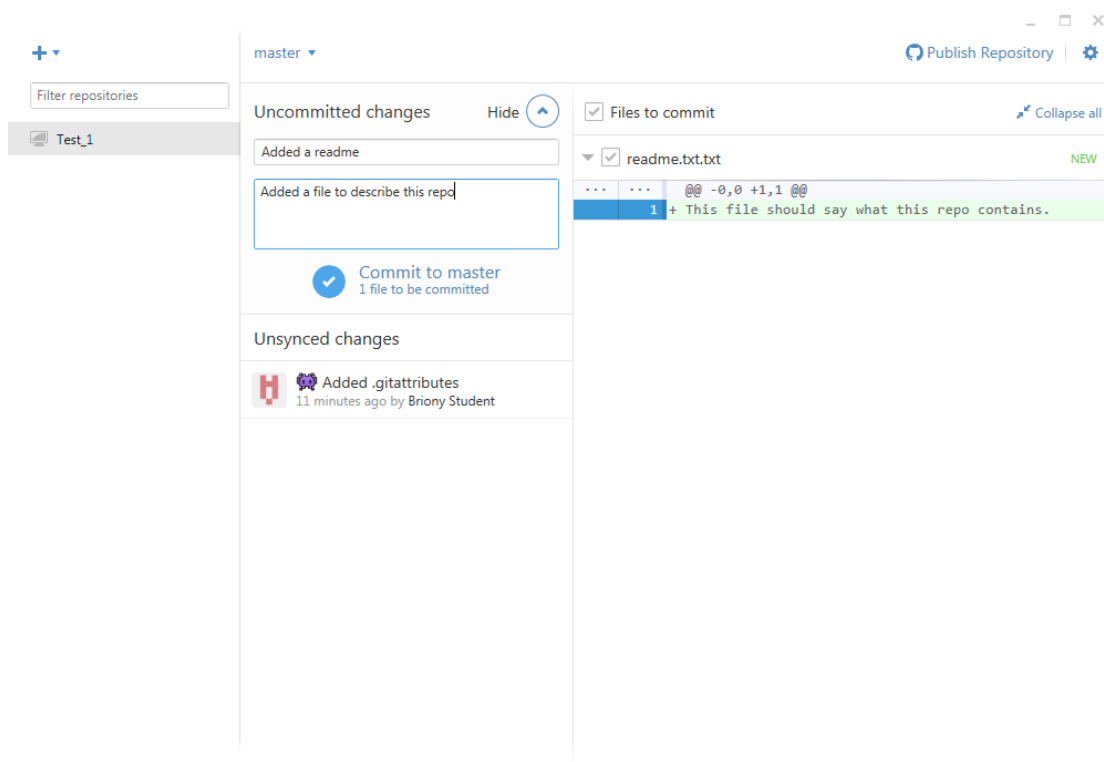 master
Publish Repository
Filter repositories
Test_1
Uncommitted changes
Hide
Added a readme
Added a file to describe this repo
Commit to master
1 file to be committed
Unsynced changes
Added .gitattributes
11 minutes ago by Briony Student
Files to commit
Collapse all
readme.txt.txt
NEW
... ... @@ -0,0 +1,1 @@
1 + This file should say what this repo contains.